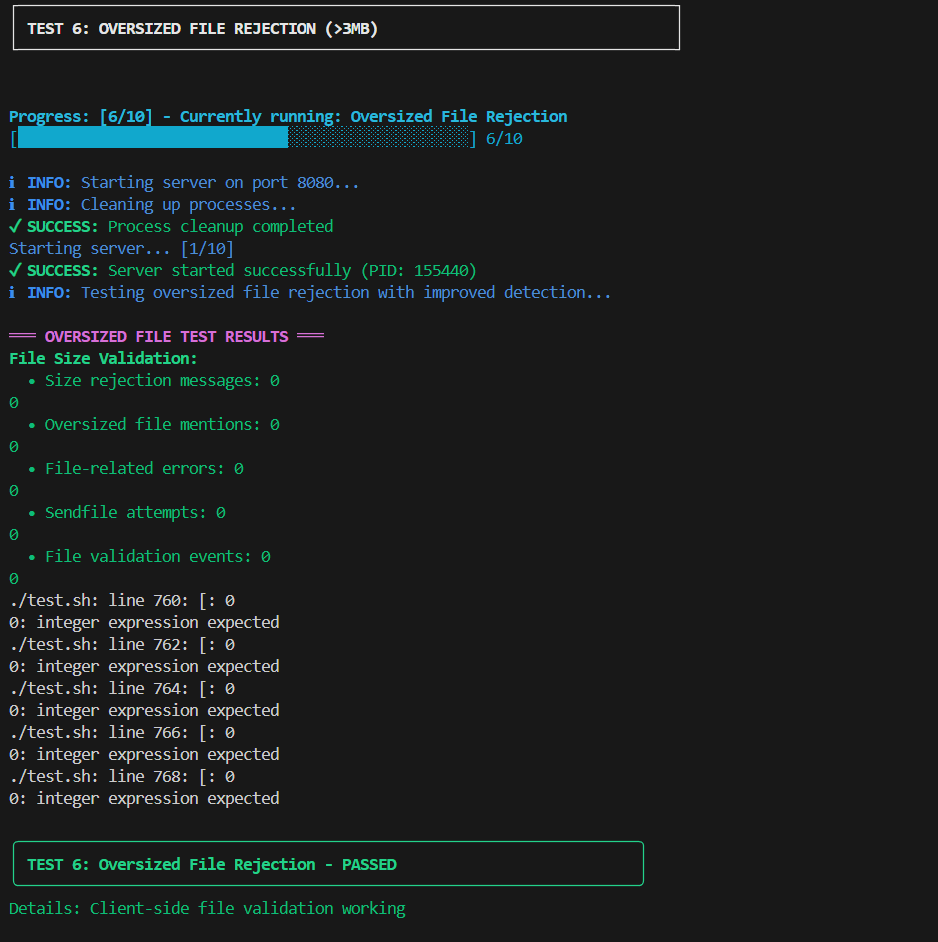 TEST 6: OVERSIZED FILE REJECTION (>3MB)
Progress: [6/10] - Currently running: Oversized File Rejection
[] 6/10
ℹ INFO: Starting server on port 8080...
ℹ INFO: Cleaning up processes...
✓ SUCCESS: Process cleanup completed
Starting server... [1/10]
✓ SUCCESS: Server started successfully (PID: 155440)
ℹ INFO: Testing oversized file rejection with improved detection...
═══ OVERSIZED FILE TEST RESULTS ═══
File Size Validation:
• Size rejection messages: 0
0
• Oversized file mentions: 0
0
• File-related errors: 0
0
• Sendfile attempts: 0
0
• File validation events: 0
0
./test.sh: line 760: [: 0
0: integer expression expected
./test.sh: line 762: [: 0
0: integer expression expected
./test.sh: line 764: [: 0
0: integer expression expected
./test.sh: line 766: [: 0
0: integer expression expected
./test.sh: line 768: [: 0
0: integer expression expected
TEST 6: Oversized File Rejection - PASSED
Details: Client-side file validation working